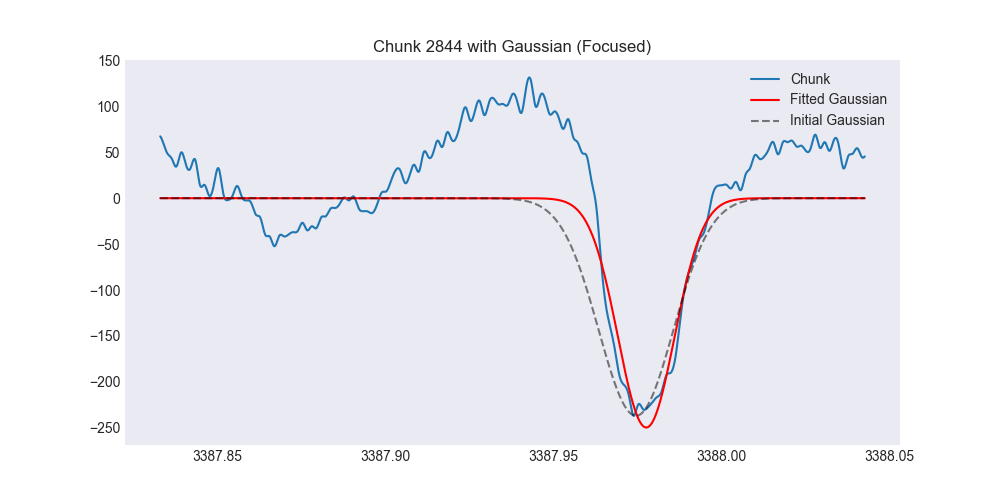 Chunk 2844 with Gaussian (Focused)
150
100
50
0
−50
−100
−150
−200
−250
Chunk
Fitted Gaussian
Initial Gaussian
3387.85 3387.90 3387.95 3388.00 3388.05